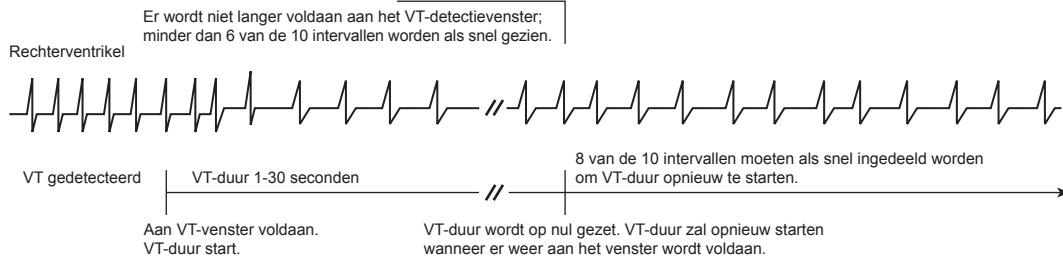 Er wordt niet langer voldaan aan het VT-detectievenster;
minder dan 6 van de 10 intervallen worden als snel gezien.
Rechterventrikel
VT gedetecteerd
VT-duur 1-30 seconden
8 van de 10 intervallen moeten als snel ingedeeld worden
om VT-duur opnieuw te starten.
Aan VT-venster voldaan.
VT-duur start.
VT-duur wordt op nul gezet. VT-duur zal opnieuw starten
wanneer er weer aan het venster wordt voldaan.